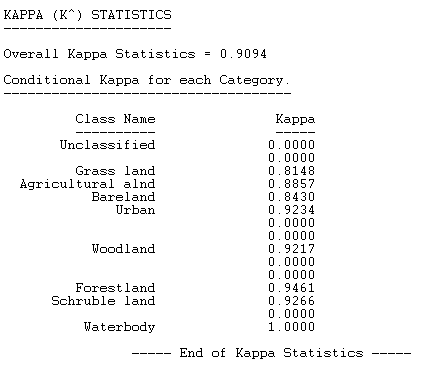 KAPPA (K^) STATISTICS
---------------------
Overall Kappa Statistics = 0.9094
Conditional Kappa for each Category.
------------------------------------
Class Name Kappa
---------- -----
Unclassified 0.0000
0.0000
Grass land 0.8148
Agricultural alnd 0.8857
Bareland 0.8430
Urban 0.9234
0.0000
0.0000
Woodland 0.9217
0.0000
0.0000
Forestland 0.9461
Schruble land 0.9266
0.0000
Waterbody 1.0000
----- End of Kappa Statistics -----